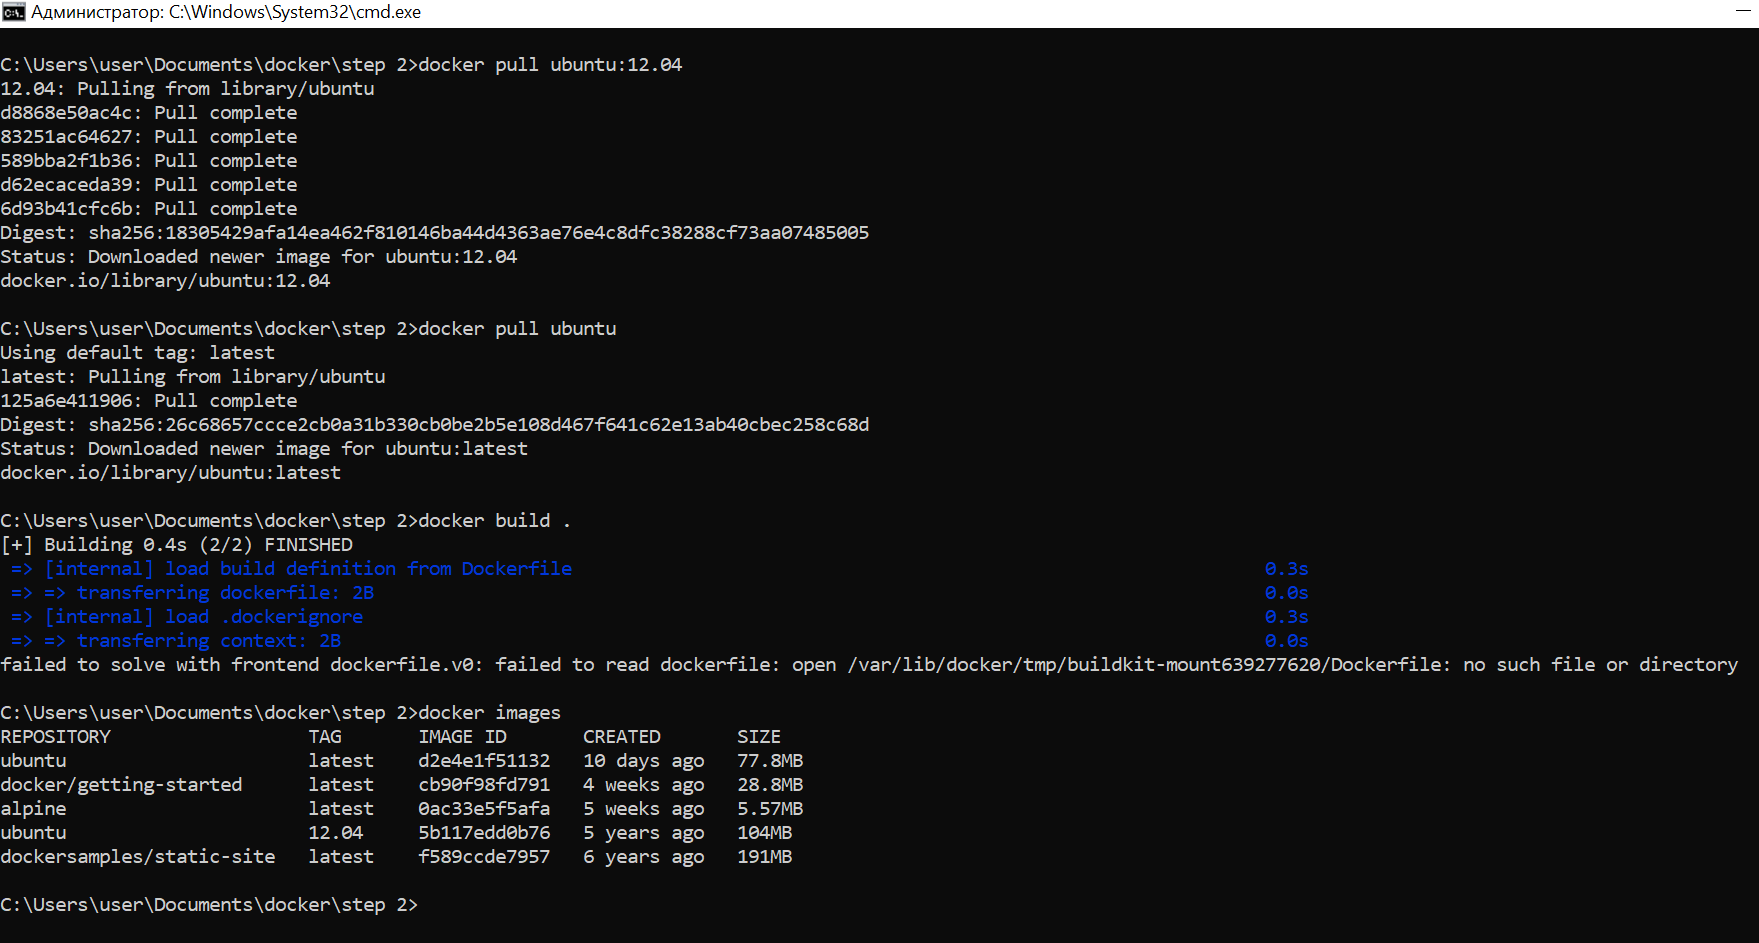 Администратор: C:\Windows\System32\cmd.exe
C:\Users\user\Documents\docker\step 2>docker pull ubuntu:12.04
12.04: Pulling from library/ubuntu
d8868e50ac4c: Pull complete
83251ac64627: Pull complete
589bba2f1b36: Pull complete
d62ecaceda39: Pull complete
6d93b41cfc6b: Pull complete
Digest: sha256:18305429afa14ea462f810146ba44d4363ae76e4c8dfc38288cf73aa07485005
Status: Downloaded newer image for ubuntu:12.04
docker.io/library/ubuntu:12.04
C:\Users\user\Documents\docker\step 2>docker pull ubuntu
Using default tag: latest
latest: Pulling from library/ubuntu
125a6e411906: Pull complete
Digest: sha256:26c68657ccce2cb0a31b330cb0be2b5e108d467f641c62e13ab40cbec258c68d
Status: Downloaded newer image for ubuntu:latest
docker.io/library/ubuntu:latest
C:\Users\user\Documents\docker\step 2>docker build .
[+] Building 0.4s (2/2) FINISHED
=> [internal] load build definition from Dockerfile 0.3s
=> => transferring dockerfile: 2B 0.0s
=> [internal] load .dockerignore 0.3s
=> => transferring context: 2B 0.0s
failed to solve with frontend dockerfile.v0: failed to read dockerfile: open /var/lib/docker/tmp/buildkit-mount639277620/Dockerfile: no such file or directory
C:\Users\user\Documents\docker\step 2>docker images
REPOSITORY TAG IMAGE ID CREATED SIZE
ubuntu latest d2e4e1f51132 10 days ago 77.8MB
docker/getting-started latest cb90f98fd791 4 weeks ago 28.8MB
alpine latest 0ac33e5f5afa 5 weeks ago 5.57MB
ubuntu 12.04 5b117edd0b76 5 years ago 104MB
dockersamples/static-site latest f589ccde7957 6 years ago 191MB
C:\Users\user\Documents\docker\step 2>